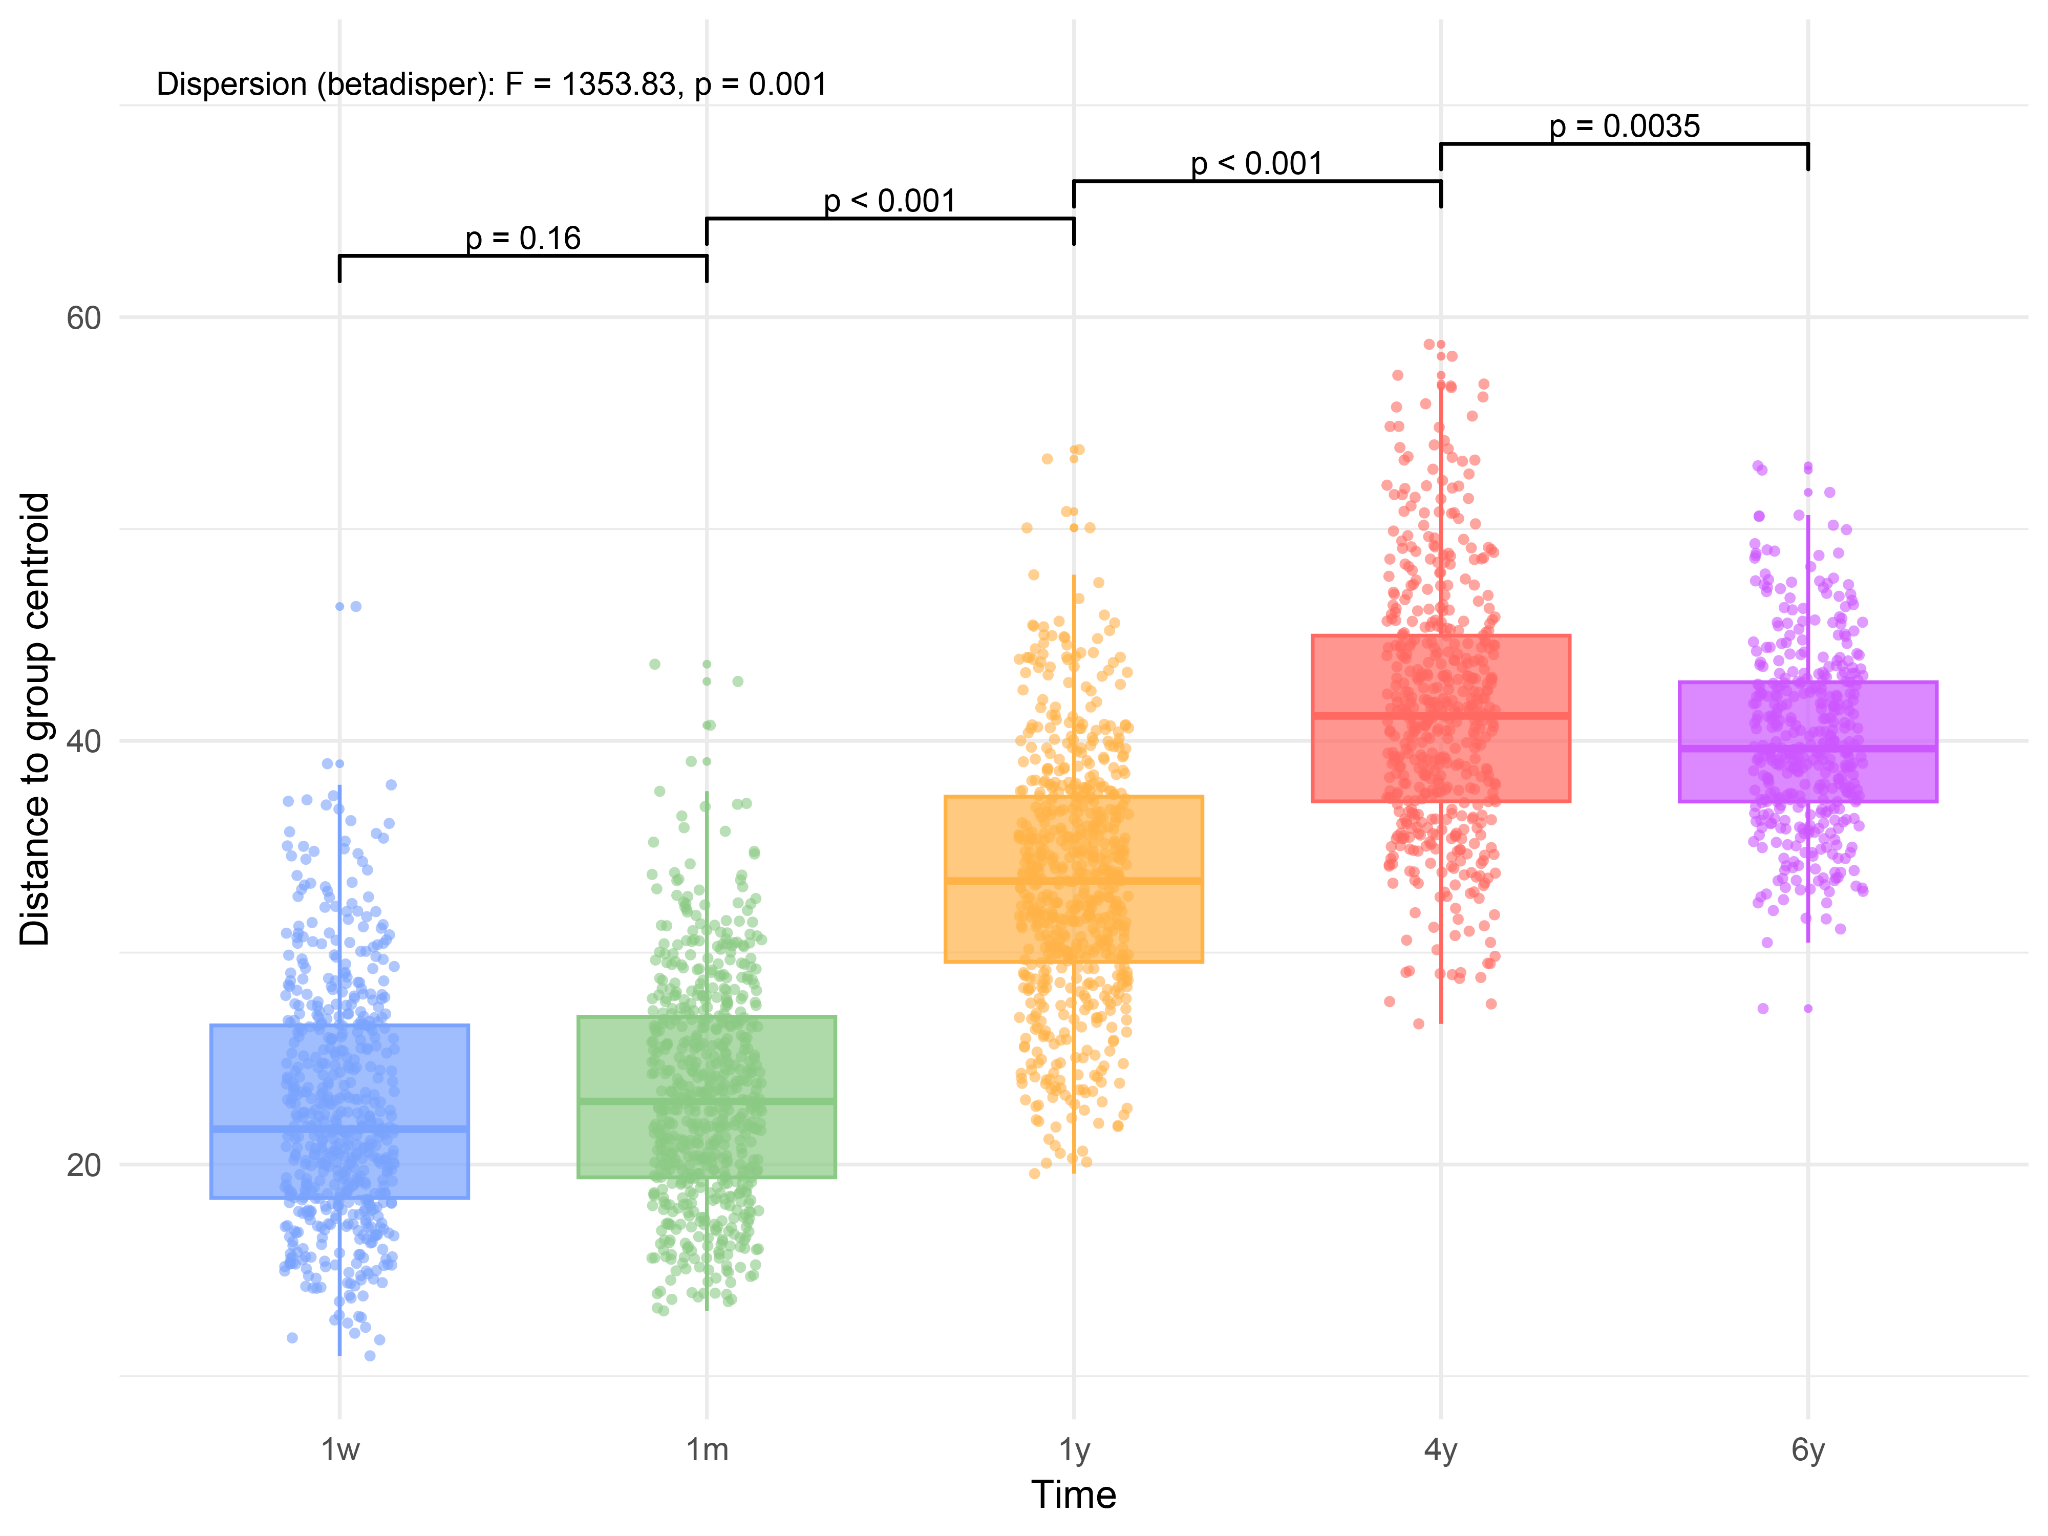 Dispersion (betadisper): F = 1353.83, p = 0.001
p = 0.0035
p < 0.001
p < 0.001
p = 0.16
60
40
20
Distance to group centroid
1w 1m 1y 4y 6y
Time